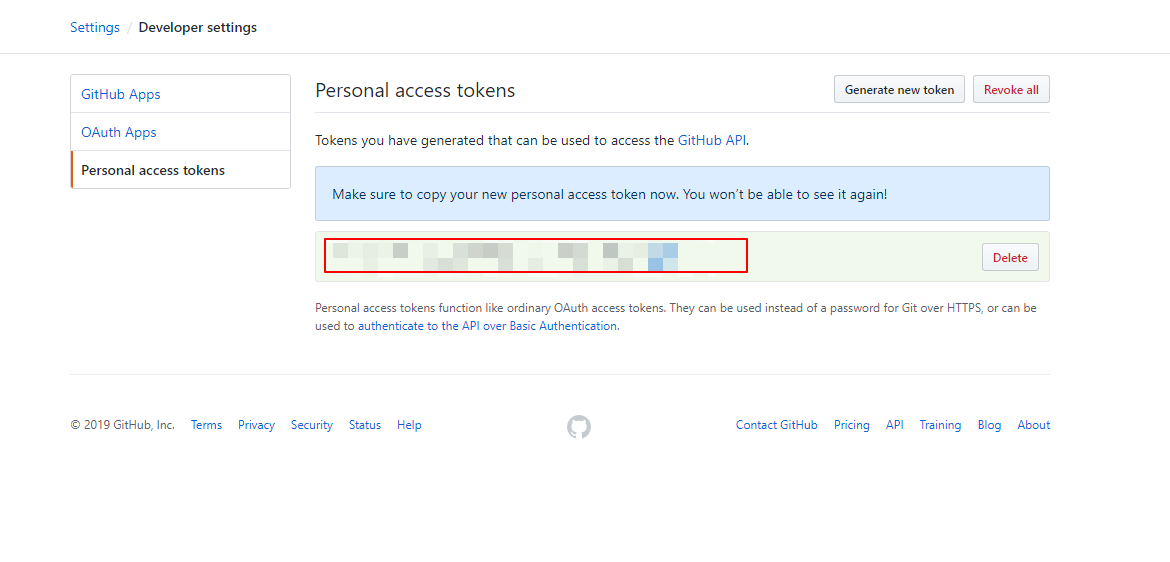 Settings / Developer settings
GitHub Apps
OAuth Apps
Personal access tokens
Personal access tokens
Generate new token
Revoke all
Tokens you have generated that can be used to access the GitHub API.
Make sure to copy your new personal access token now. You won’t be able to see it again!
Delete
Personal access tokens function like ordinary OAuth access tokens. They can be used instead of a password for Git over HTTPS, or can be
used to authenticate to the API over Basic Authentication.
© 2019 GitHub, Inc. Terms Privacy Security Status Help
Contact GitHub Pricing API Training Blog About